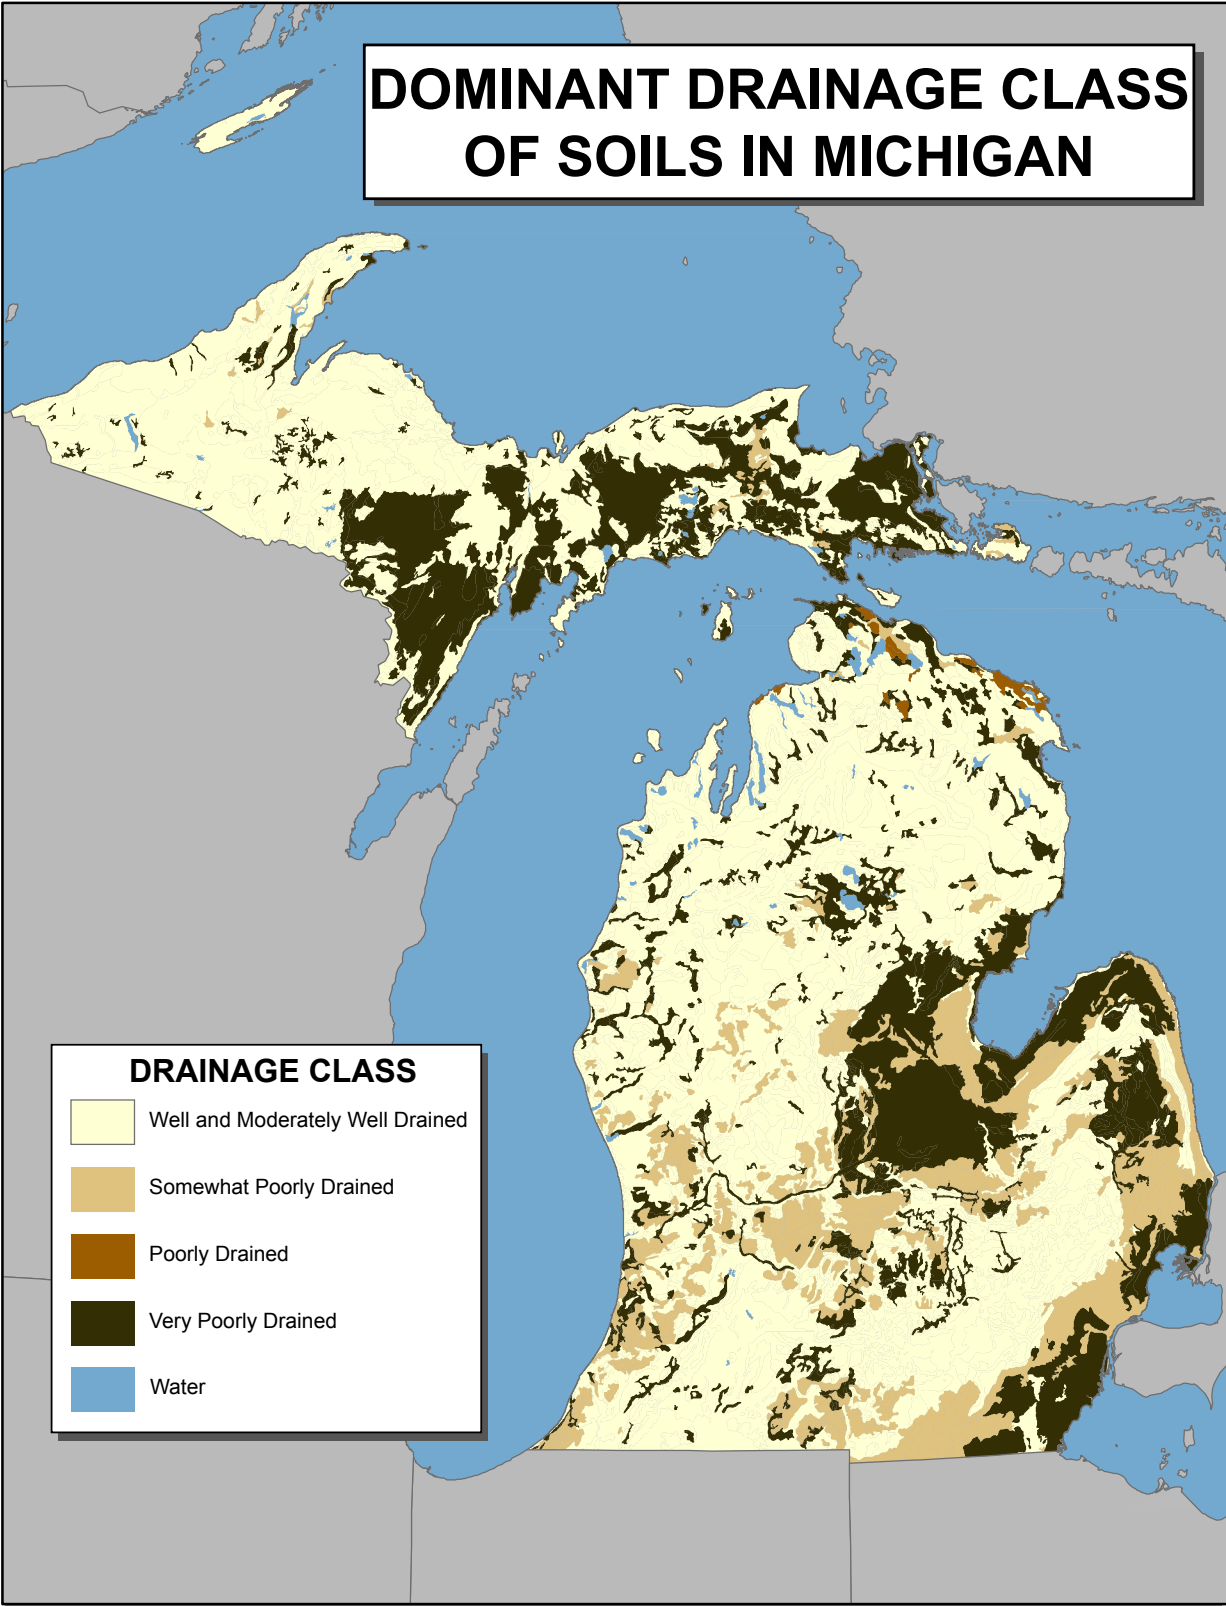 DOMINANT DRAINAGE CLASS
OF SOILS IN MICHIGAN
DRAINAGE CLASS
Well and Moderately Well Drained
Somewhat Poorly Drained
Poorly Drained
Very Poorly Drained
Water